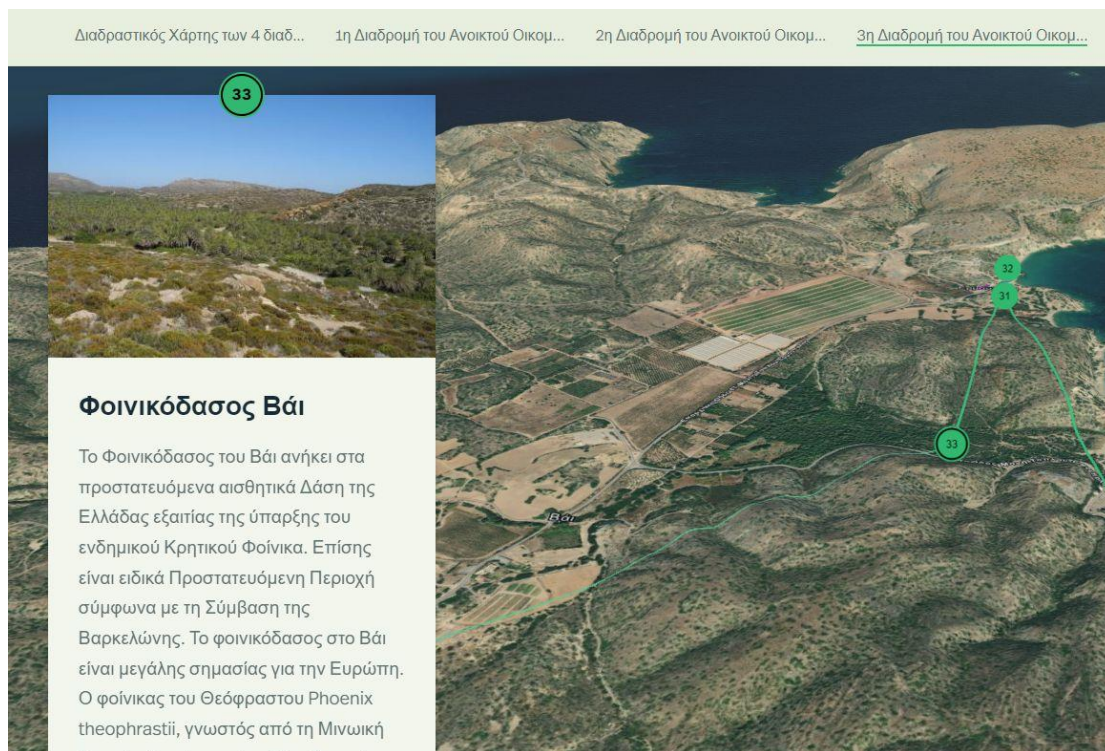 Διαδραστικός Χάρτης των 4 διαδ...
1η Διαδρομή του Ανοικτού Οικομ...
2η Διαδρομή του Ανοικτού Οικομ...
3η Διαδρομή του Ανοικτού Οικομ...
33
Φοινικόδασος Βάι
Το Φοινικόδασος του Βάι ανήκει στα
προστατευόμενα αισθητικά Δάση της
Ελλάδας εξαιτίας της ύπαρξης του
ενδημικού Κρητικού Φοίνικα. Επίσης
είναι ειδικά Προστατευόμενη Περιοχή
σύμφωνα με τη Σύμβαση της
Βαρκελώνης. Το φοινικόδασος στο Βάι
είναι μεγάλης σημασίας για την Ευρώπη.
Ο φοίνικας του Θεόφραστου Phoenix
theophrastii, γνωστός από τη Μινωική
32
31
33
Βάι